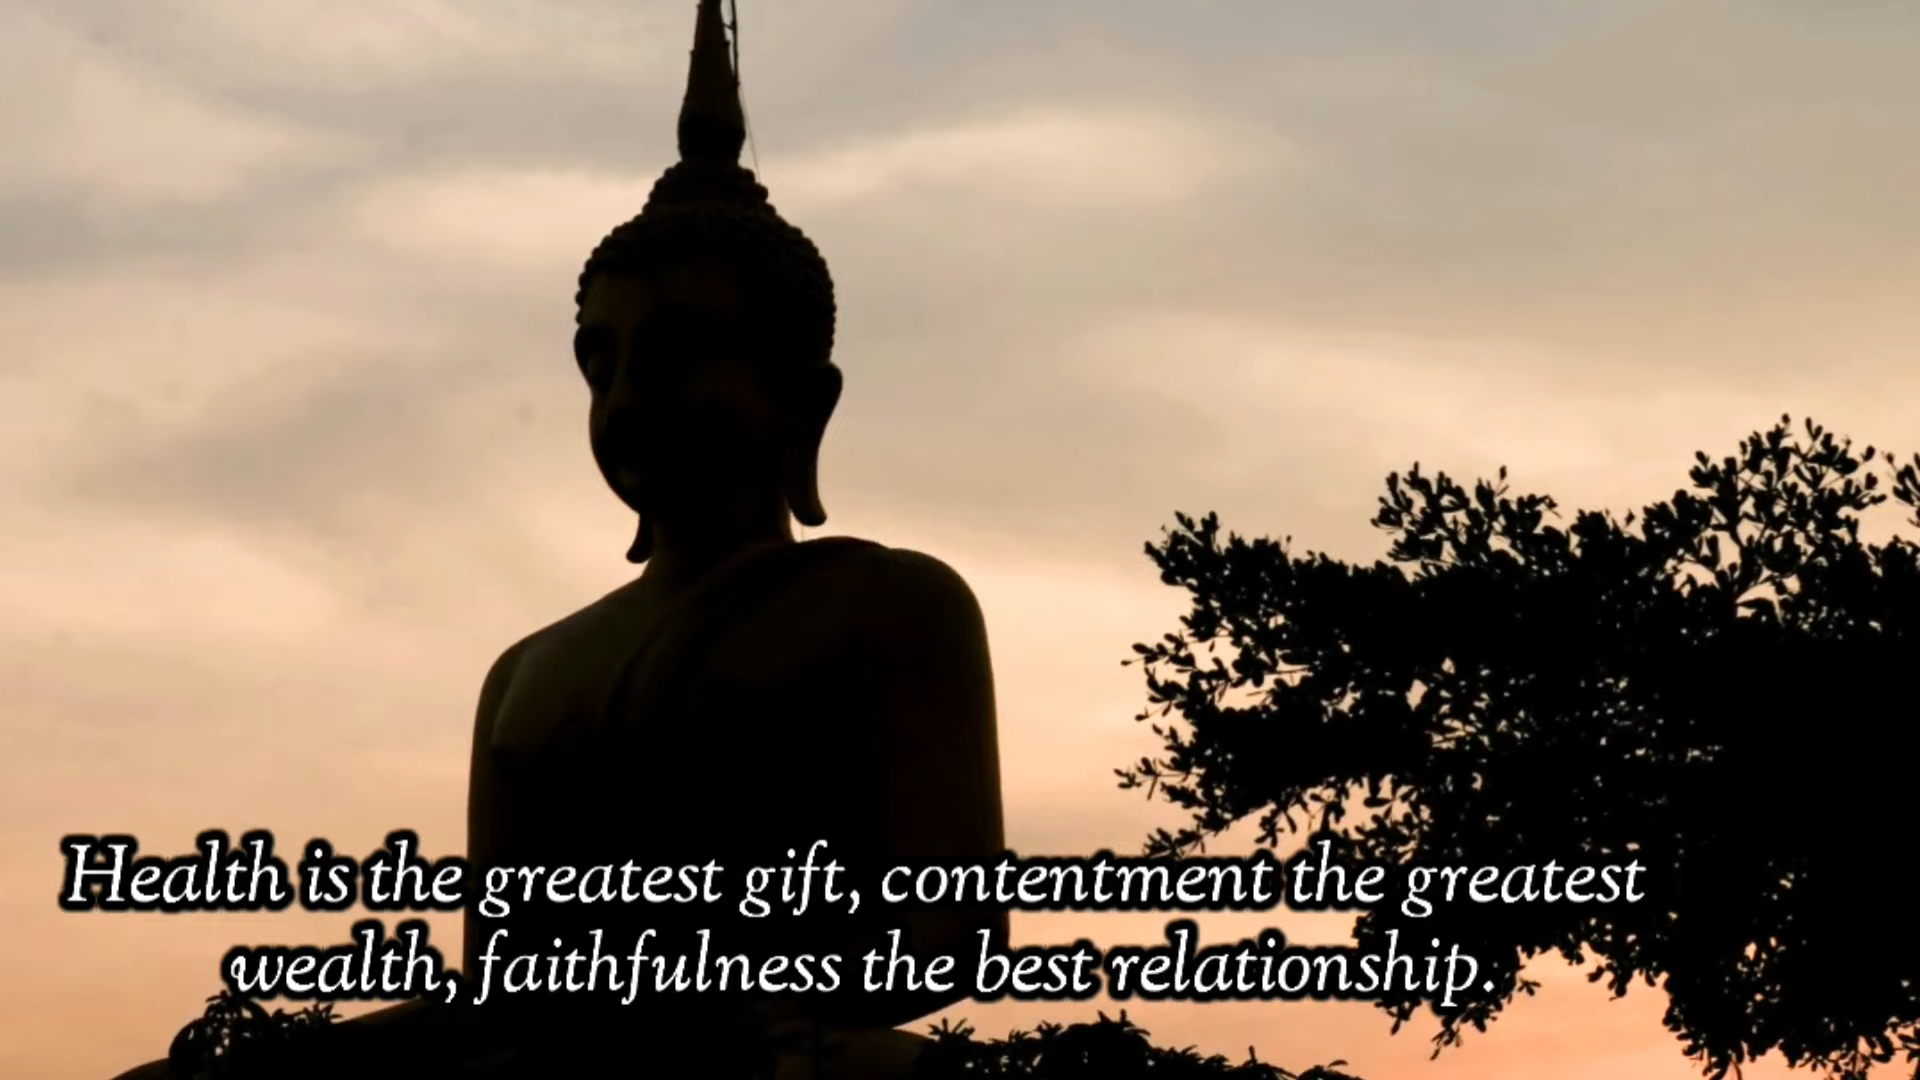 Health is the greatest gift, contentment the greatest
wealth, faithfulness the best relationship.